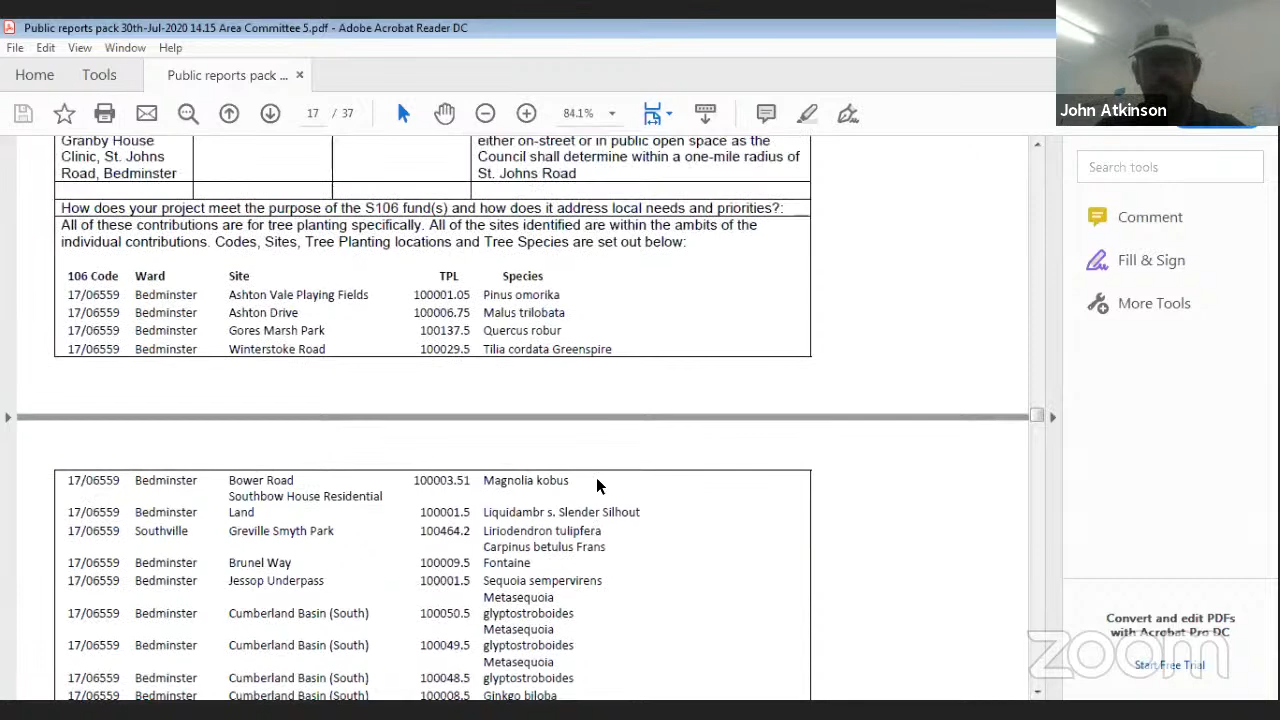 Public reports pack 30th-Jul-2020 14.15 Area Committee 5.pdf - Adobe Acrobat Reader DC
File Edit View Window Help
Home Tools Public reports pack ... ×
17 / 37 84.1%
John Atkinson
Search tools
Comment
Fill & Sign
More Tools
Granby House
Clinic, St. Johns
Road, Bedminster
either on-street or in public open space as the
Council shall determine within a one-mile radius of
St. Johns Road
How does your project meet the purpose of the S106 fund(s) and how does it address local needs and priorities?:
All of these contributions are for tree planting specifically. All of the sites identified are within the ambits of the
individual contributions. Codes, Sites, Tree Planting locations and Tree Species are set out below:
106 Code Ward Site TPL Species
17/06559 Bedminster Ashton Vale Playing Fields 100001.05 Pinus omorika
17/06559 Bedminster Ashton Drive 100006.75 Malus trilobata
17/06559 Bedminster Gores Marsh Park 100137.5 Quercus robur
17/06559 Bedminster Winterstoke Road 100029.5 Tilia cordata Greenspire
17/06559 Bedminster Bower Road 100003.51 Magnolia kobus
Southbow House Residential
17/06559 Bedminster Land 100001.5 Liquidambr s. Slender Silhout
17/06559 Southville Greville Smyth Park 100464.2 Liriodendron tulipfera
Carpinus betulus Frans
17/06559 Bedminster Brunel Way 100009.5 Fontaine
17/06559 Bedminster Jessop Underpass 100001.5 Sequoia sempervirens
Metasequoia
17/06559 Bedminster Cumberland Basin (South) 100050.5 glyptostroboides
Metasequoia
17/06559 Bedminster Cumberland Basin (South) 100049.5 glyptostroboides
Metasequoia
17/06559 Bedminster Cumberland Basin (South) 100048.5 glyptostroboides
17/06559 Bedminster Cumberland Basin (South) 100008.5 Ginkgo biloba
Convert and edit PDFs
with Acrobat Pro DC
Start Free Trial
zoom